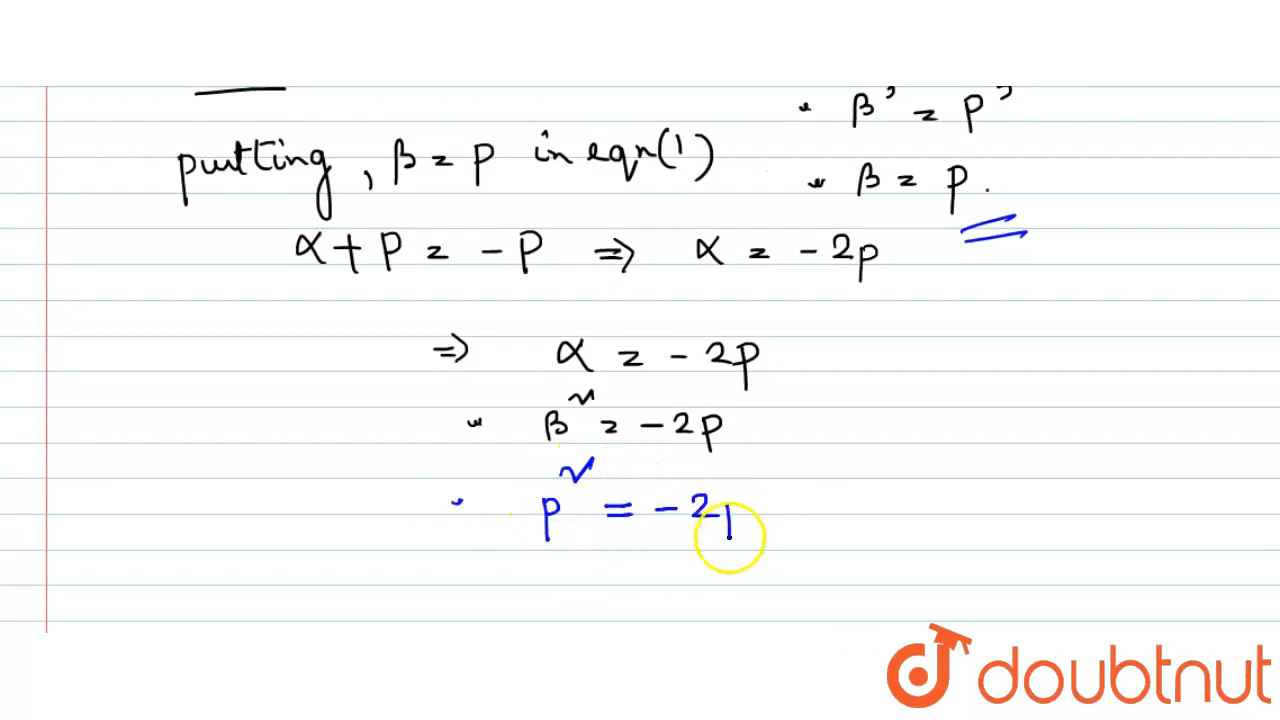 β³ = p³
putting, β = p in eqn(1)
" β = p.
α + p = -p ⇒ α = -2p
⇒ α = -2p
" β² = -2p
" p² = -2
doubtnut